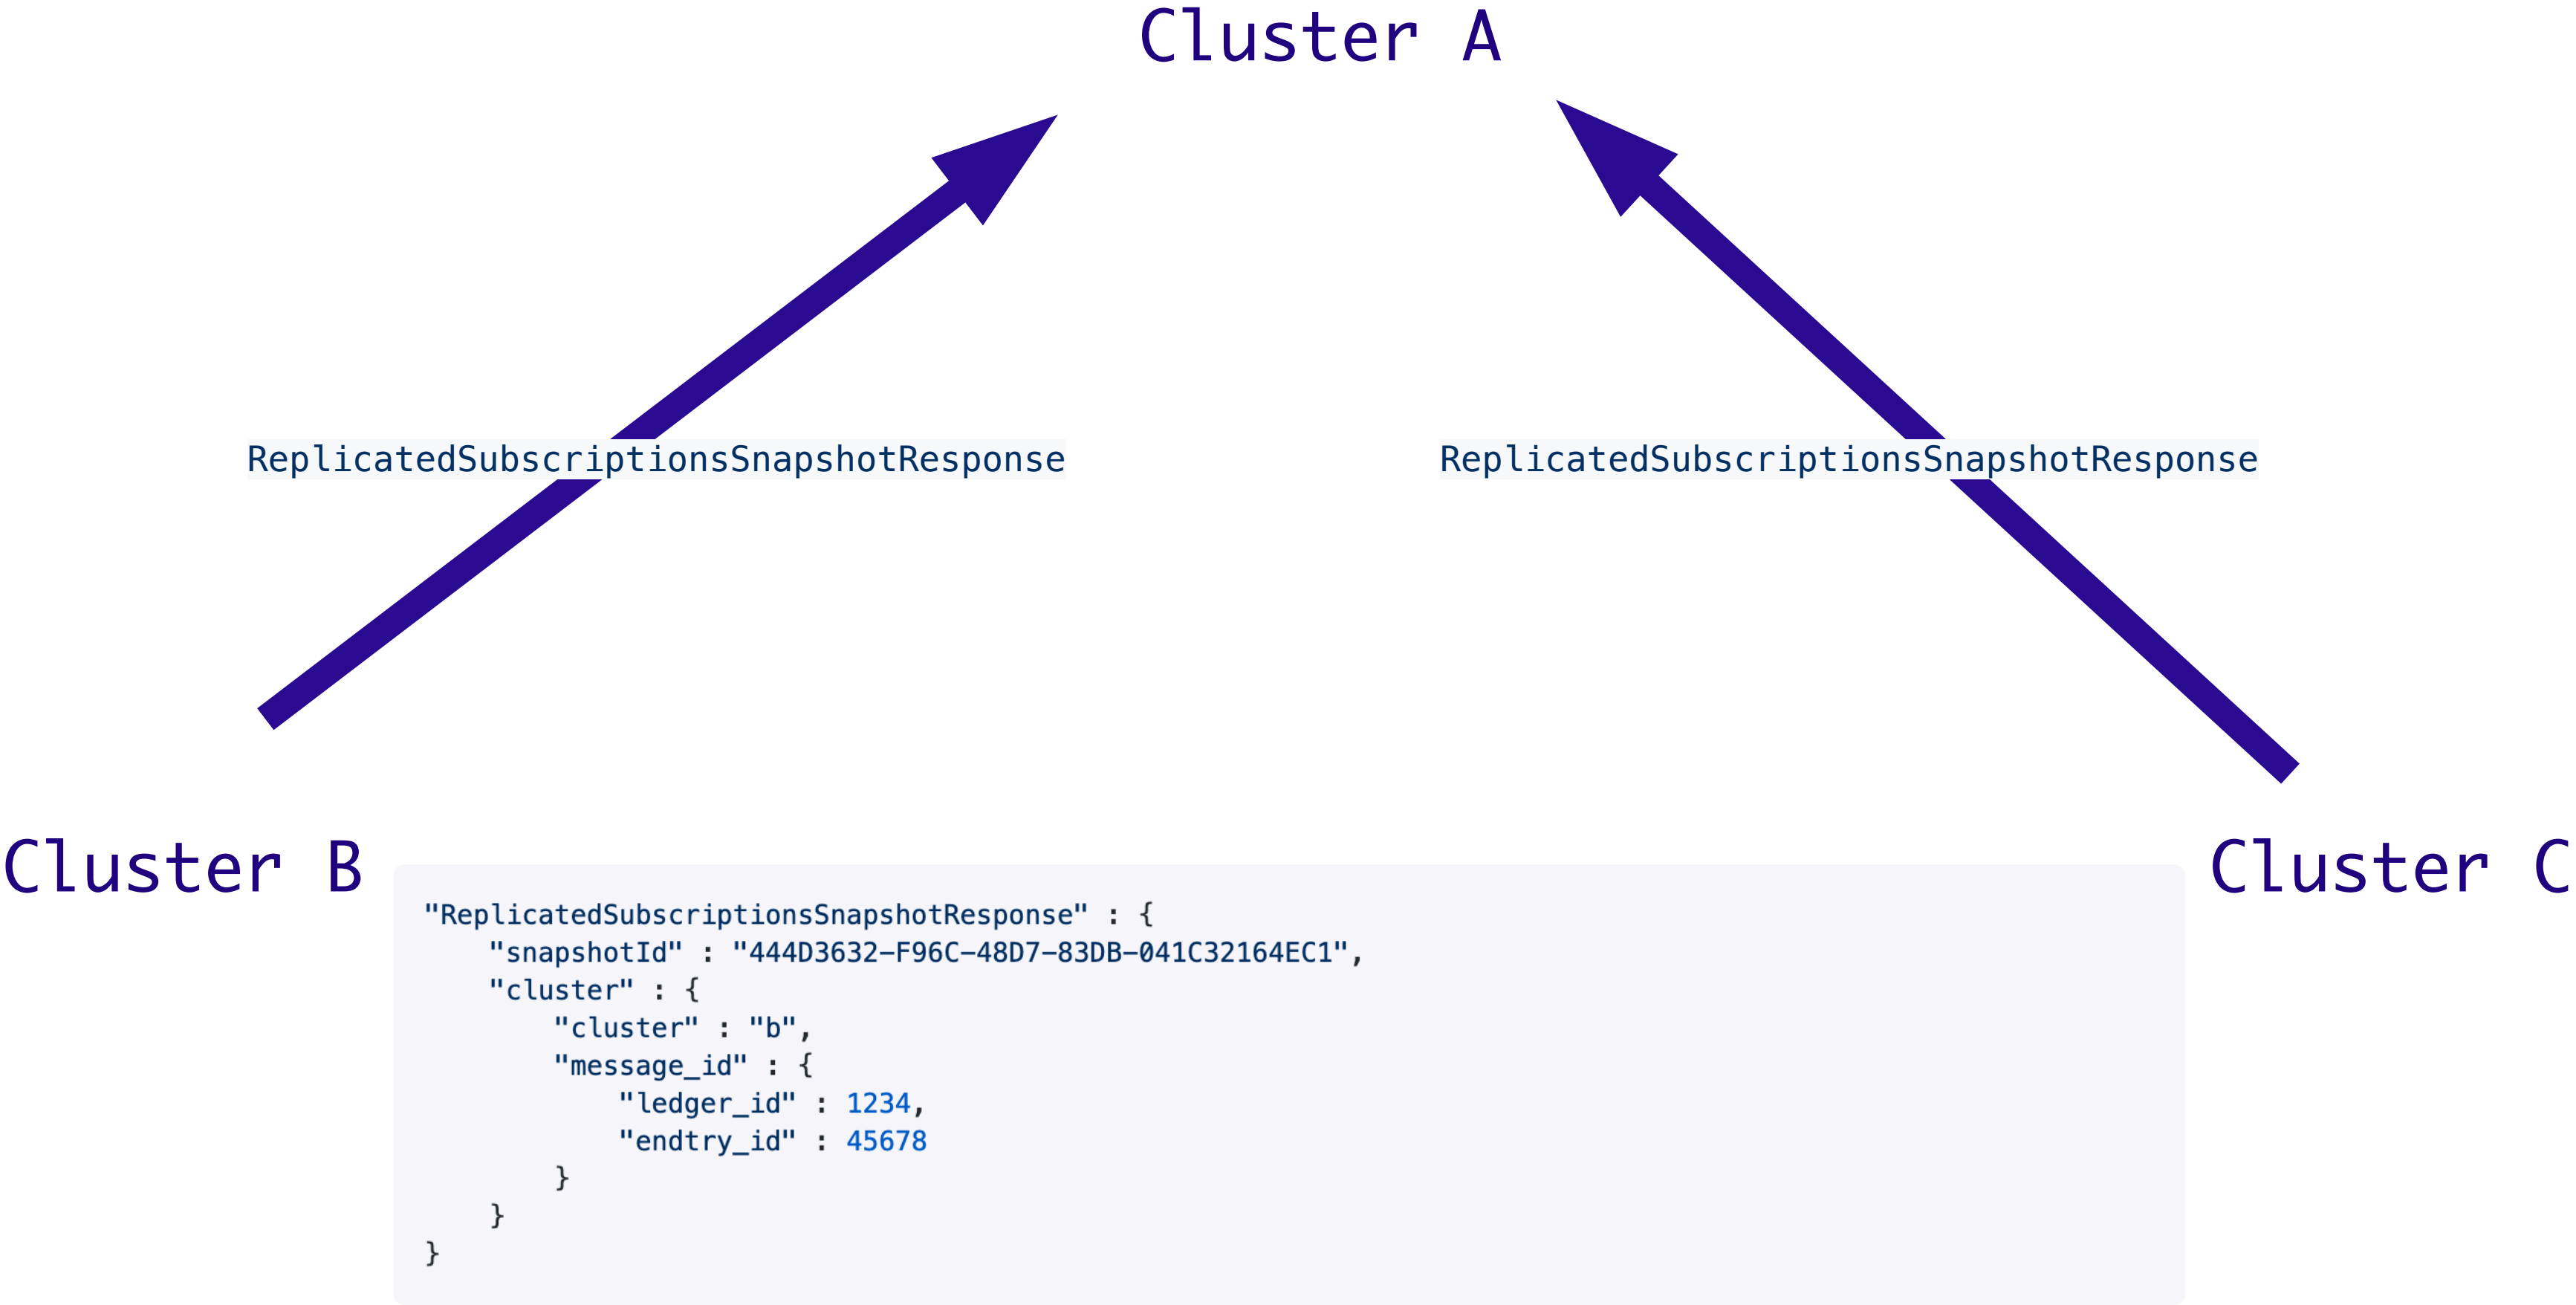 Cluster A
ReplicatedSubscriptionsSnapshotResponse
ReplicatedSubscriptionsSnapshotResponse
Cluster B
Cluster C
"ReplicatedSubscriptionsSnapshotResponse" : {
    "snapshotId" : "444D3632–F96C–48D7–83DB–041C32164EC1",
    "cluster" : {
        "cluster" : "b",
        "message_id" : {
            "ledger_id" : 1234,
            "endtry_id" : 45678
        }
    }
}